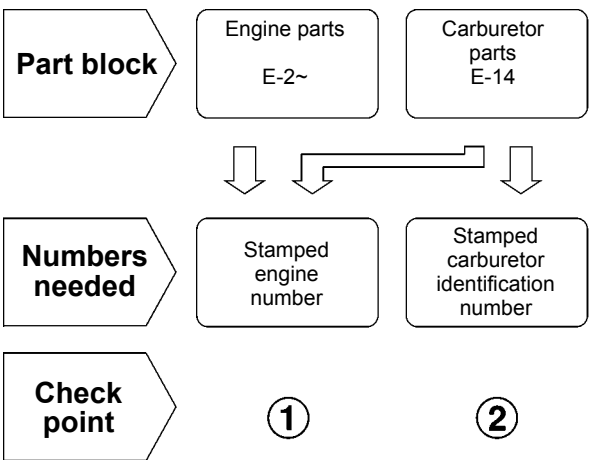 Part block
Engine parts
E-2~
Carburetor
parts
E-14
Numbers
needed
Stamped
engine
number
Stamped
carburetor
identification
number
Check
point
①
②